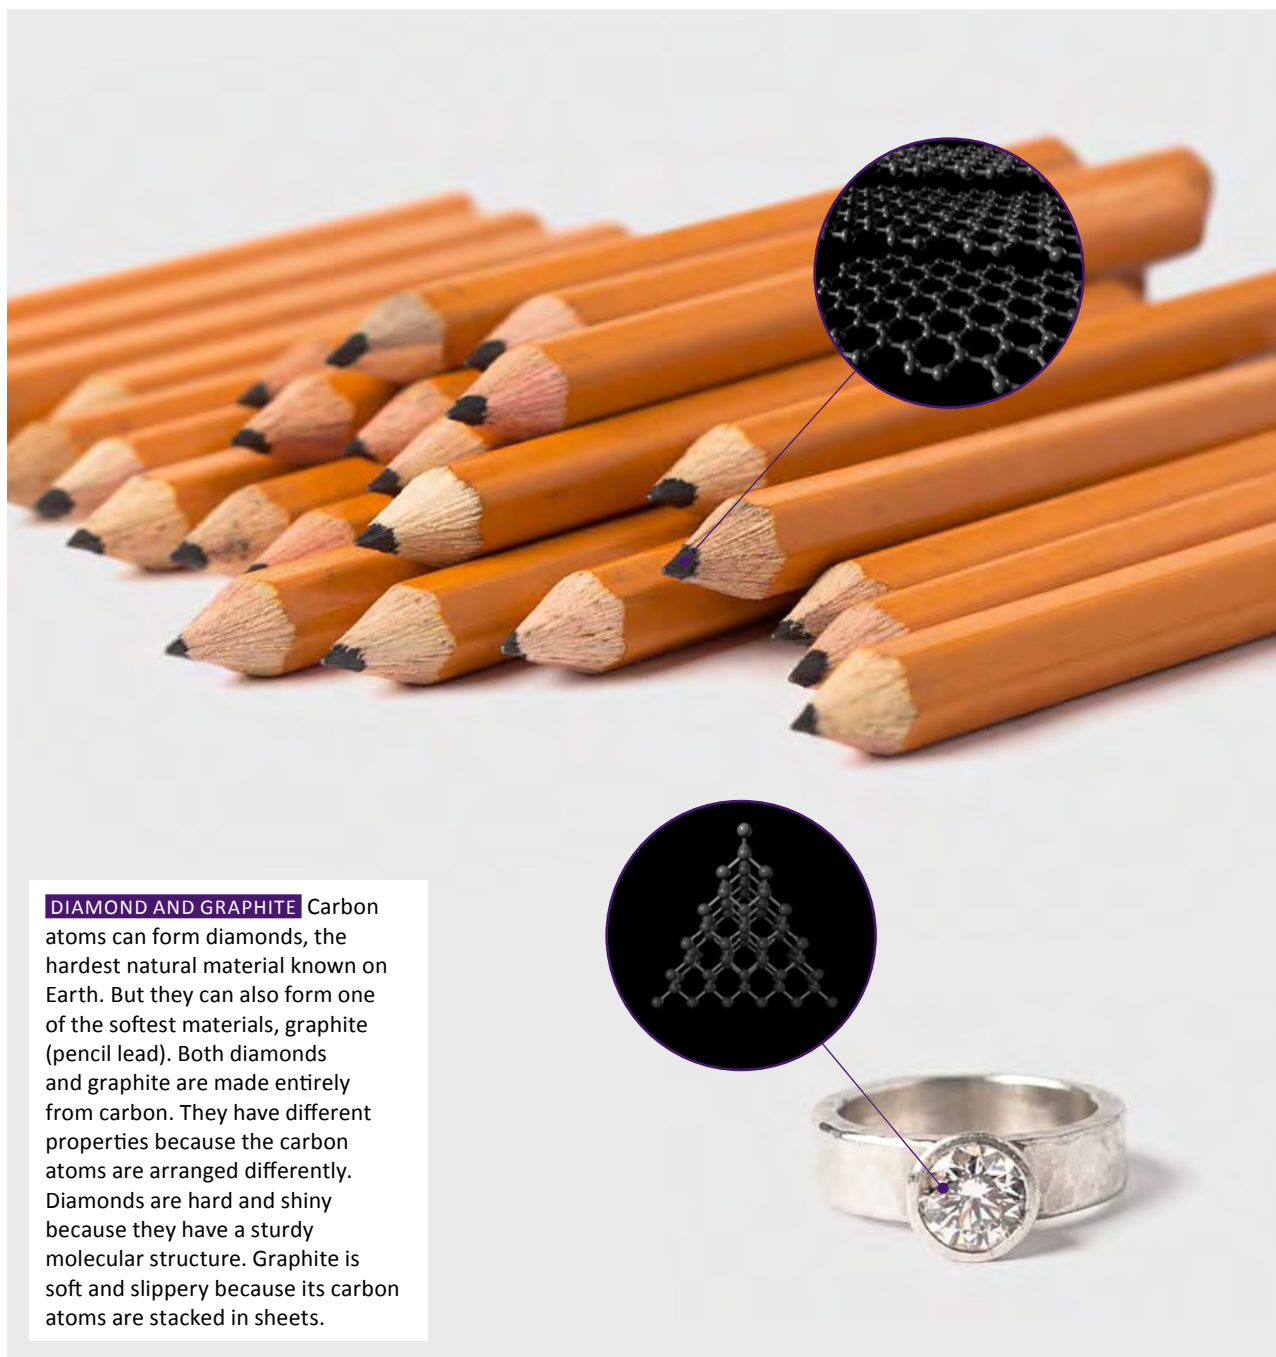 DIAMOND AND GRAPHITE Carbon
atoms can form diamonds, the
hardest natural material known on
Earth. But they can also form one
of the softest materials, graphite
(pencil lead). Both diamonds
and graphite are made entirely
from carbon. They have different
properties because the carbon
atoms are arranged differently.
Diamonds are hard and shiny
because they have a sturdy
molecular structure. Graphite is
soft and slippery because its carbon
atoms are stacked in sheets.